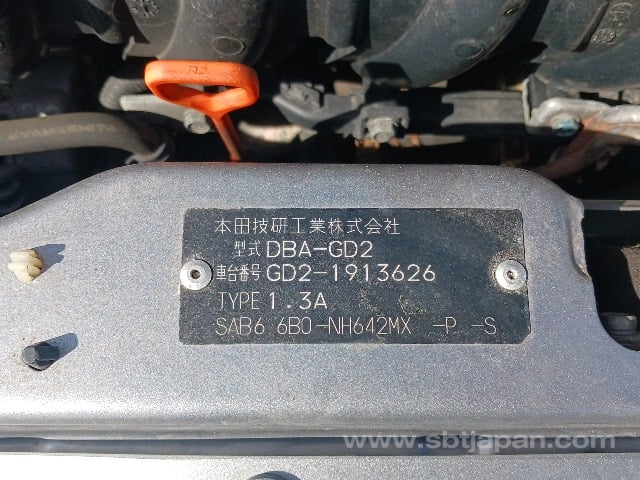 本田技研工業株式会社
型式 DBA-GD2
車台番号 GD2-1913626
TYPE 1.3A
SAB6 6B0-NH642MX -P -S
www.sbtjapan.com